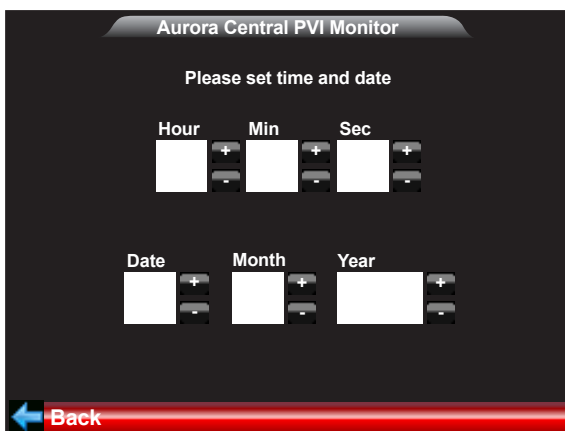 Aurora Central PVI Monitor
Please set time and date
Hour Min Sec
+ + +
- - -
Date Month Year
+ + +
- - -
Back